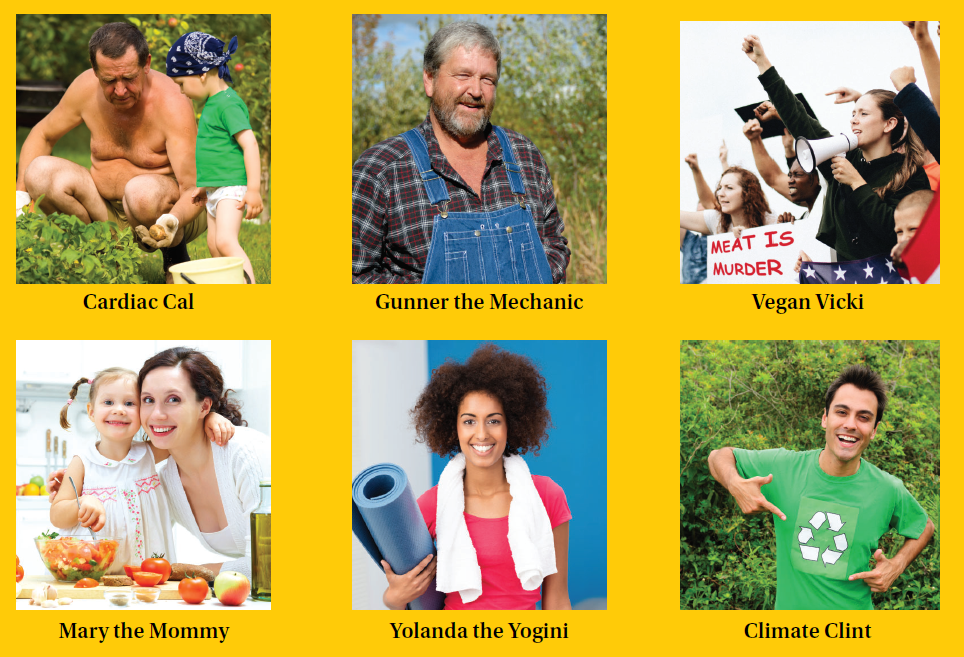 MEAT IS
MURDER
Cardiac Cal
Gunner the Mechanic
Vegan Vicki
Mary the Mommy
Yolanda the Yogini
Climate Clint